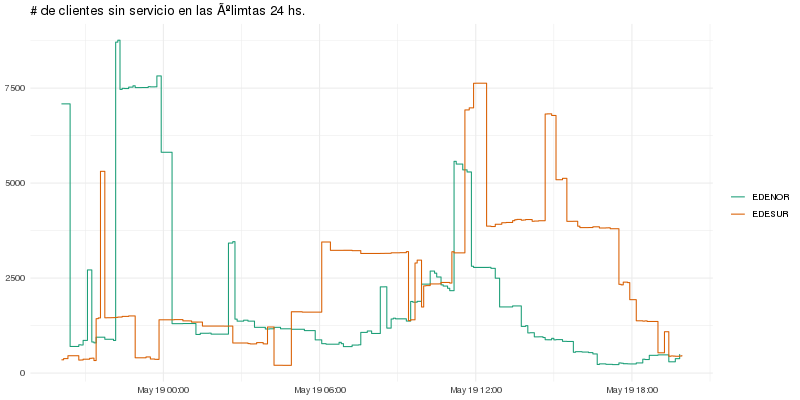 # de clientes sin servicio en las Ãºlimtas 24 hs.
7500
5000
2500
0
May 19 00:00
May 19 06:00
May 19 12:00
May 19 18:00
EDENOR
EDESUR